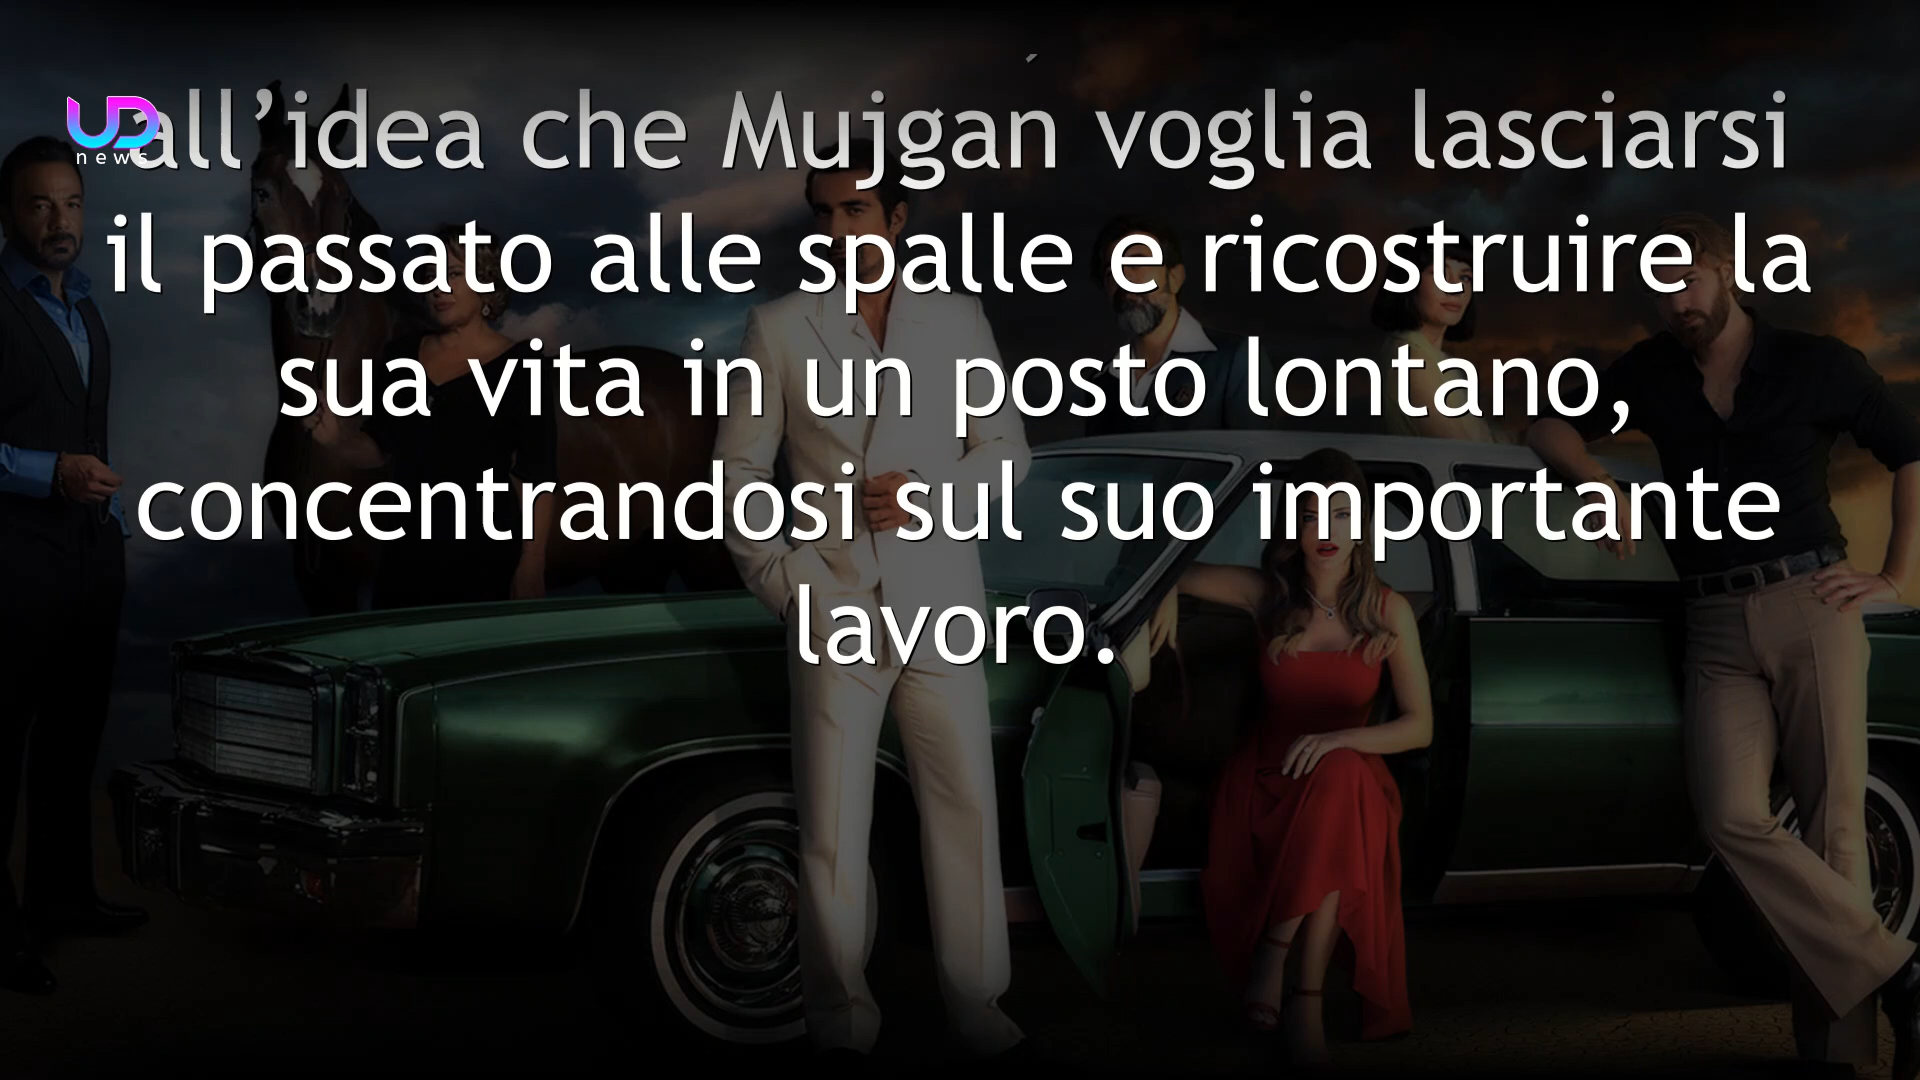 UD
news
all’idea che Mujgan voglia lasciarsi
il passato alle spalle e ricostruire la
sua vita in un posto lontano,
concentrandosi sul suo importante
lavoro.